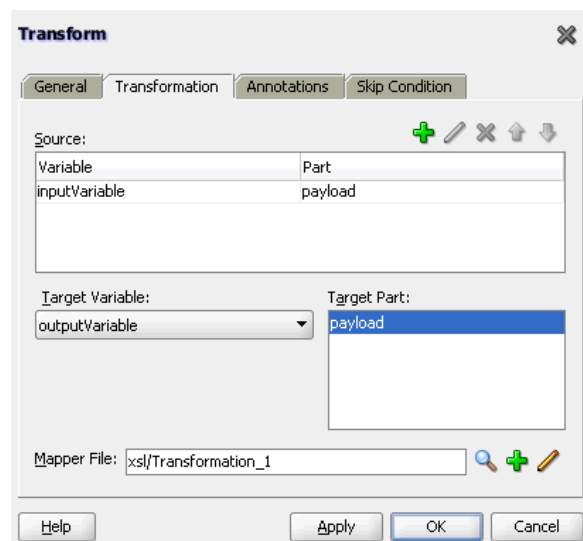 Transform
General Transformation Annotations Skip Condition
Source:
Variable Part
inputVariable payload
Target Variable: Target Part:
outputVariable payload
Mapper File: xsl/Transformation_1
Help Apply OK Cancel